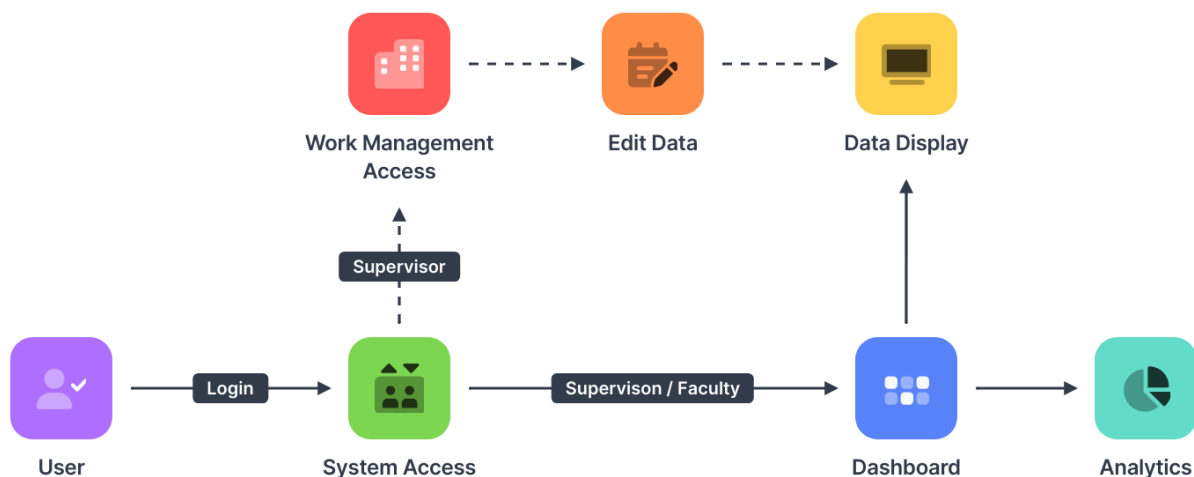 Work Management
Access
Edit Data
Data Display
Supervisor
Login
Supervison / Faculty
User
System Access
Dashboard
Analytics